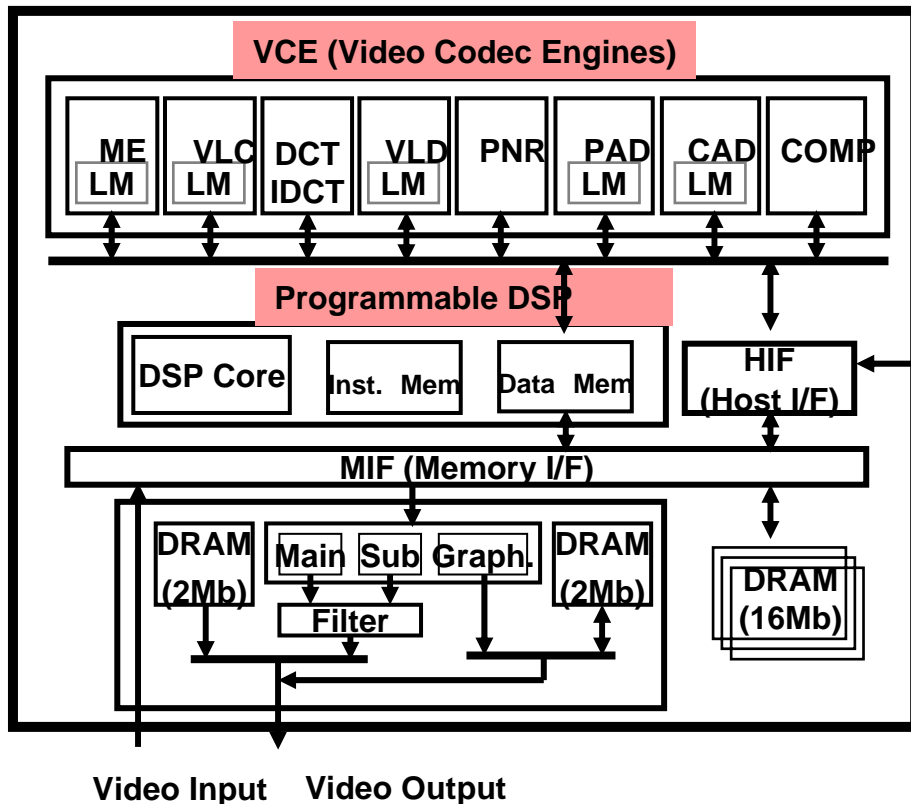 VCE (Video Codec Engines)
ME
LM
VLC
LM
DCT
IDCT
VLD
LM
PNR
PAD
LM
CAD
LM
COMP
Programmable DSP
DSP Core
Inst. Mem
Data Mem
HIF
(Host I/F)
MIF (Memory I/F)
DRAM
(2Mb)
Main
Sub
Graph.
DRAM
(2Mb)
Filter
DRAM
(16Mb)
Video Input
Video Output